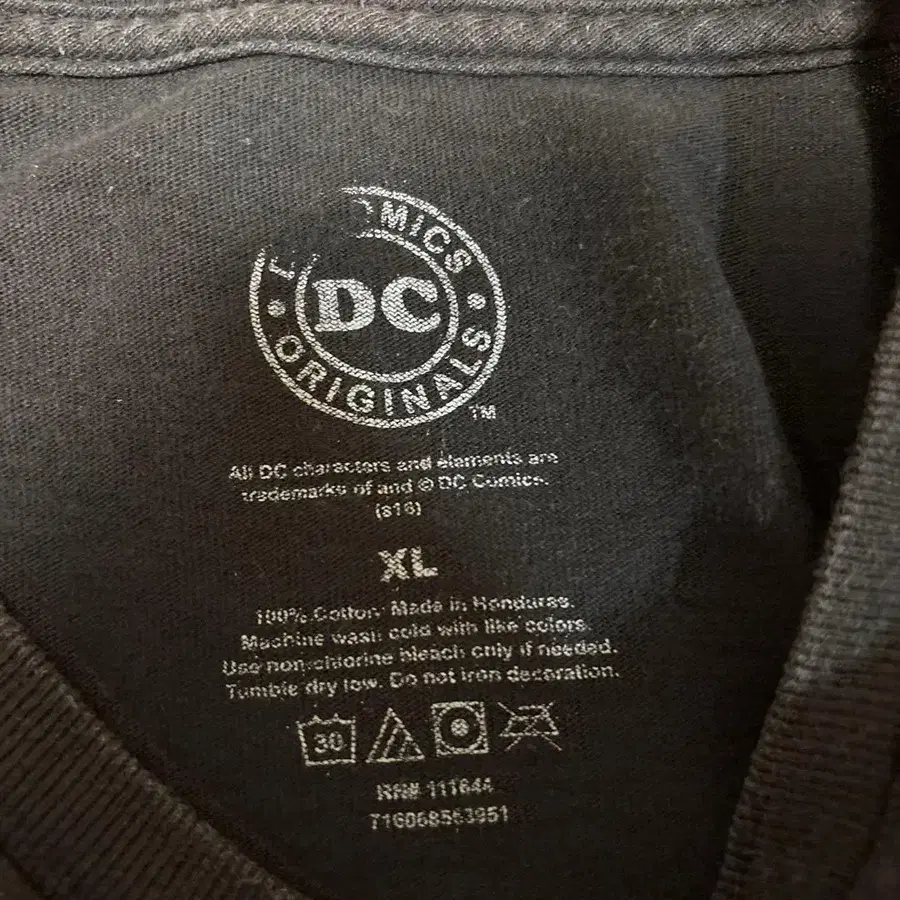 COMICS
DC
ORIGINALS
TM
All DC characters and elements are
trademarks of and © DC Comics.
(s16)
XL
100% Cotton Made in Honduras.
Machine wash cold with like colors.
Use non-chlorine bleach only if needed.
Tumble dry low. Do not iron decoration.
30
RN# 111644
716068563951